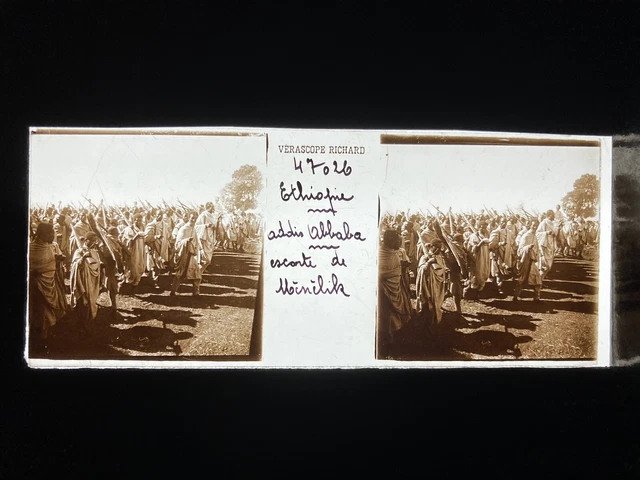 VÉRASCOPE RICHARD
47026
Ethiopie
addis Abbaba
escorte de
Ménélik